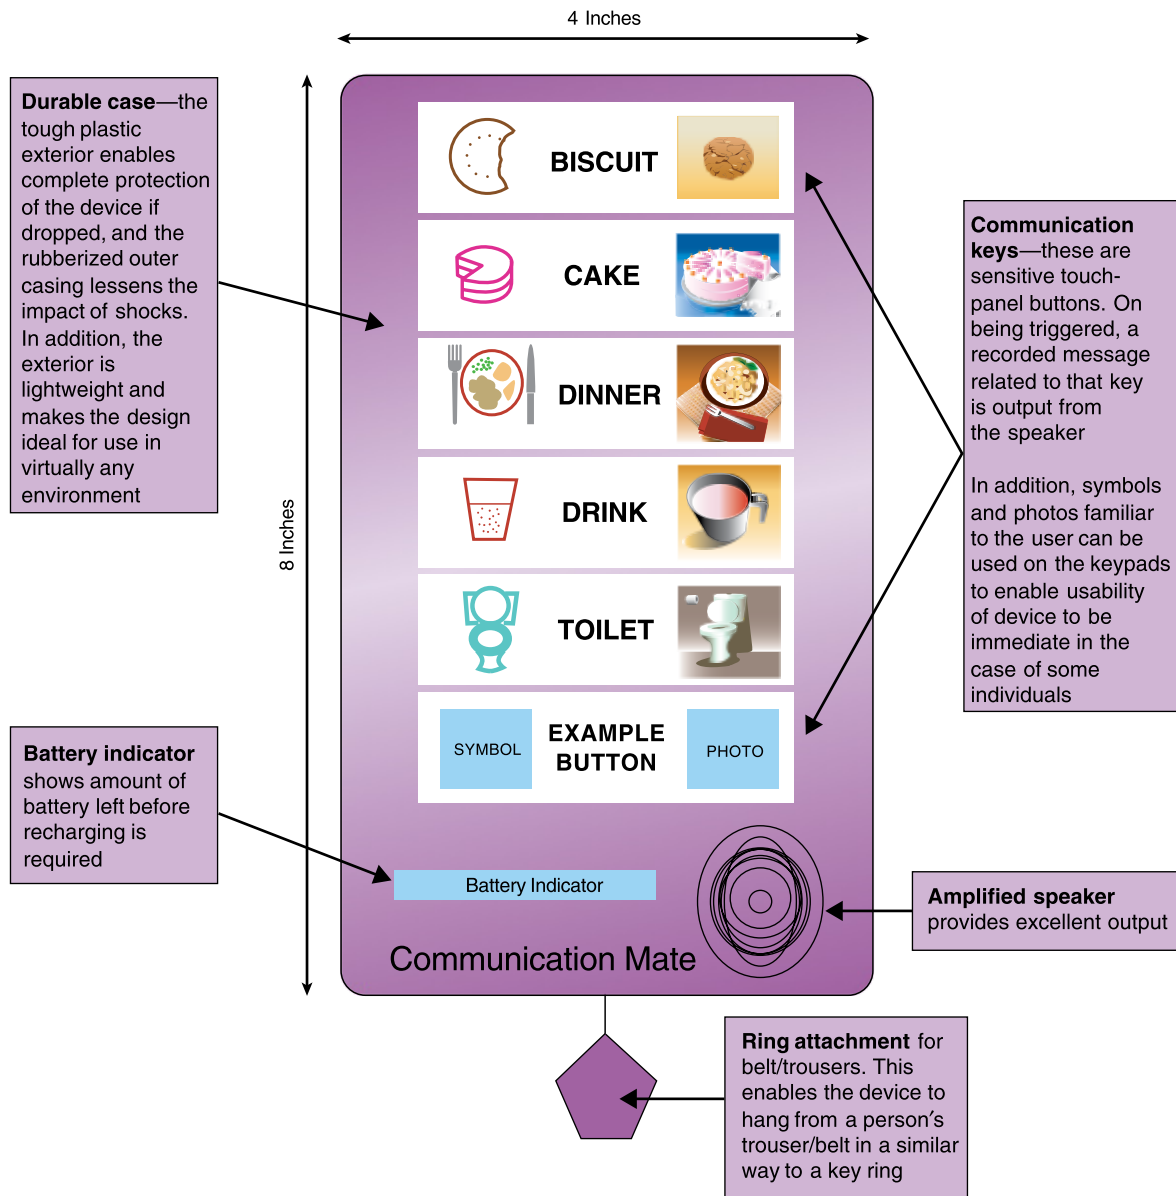 4 Inches
8 Inches
Durable case—the
tough plastic
exterior enables
complete protection
of the device if
dropped, and the
rubberized outer
casing lessens the
impact of shocks.
In addition, the
exterior is
lightweight and
makes the design
ideal for use in
virtually any
environment
BISCUIT
CAKE
DINNER
DRINK
TOILET
SYMBOL
EXAMPLE
BUTTON
PHOTO
Communication
keys—these are
sensitive touch-
panel buttons. On
being triggered, a
recorded message
related to that key
is output from
the speaker
In addition, symbols
and photos familiar
to the user can be
used on the keypads
to enable usability
of device to be
immediate in the
case of some
individuals
Battery indicator
shows amount of
battery left before
recharging is
required
Battery Indicator
Communication Mate
Amplified speaker
provides excellent output
Ring attachment for
belt/trousers. This
enables the device to
hang from a person′s
trouser/belt in a similar
way to a key ring